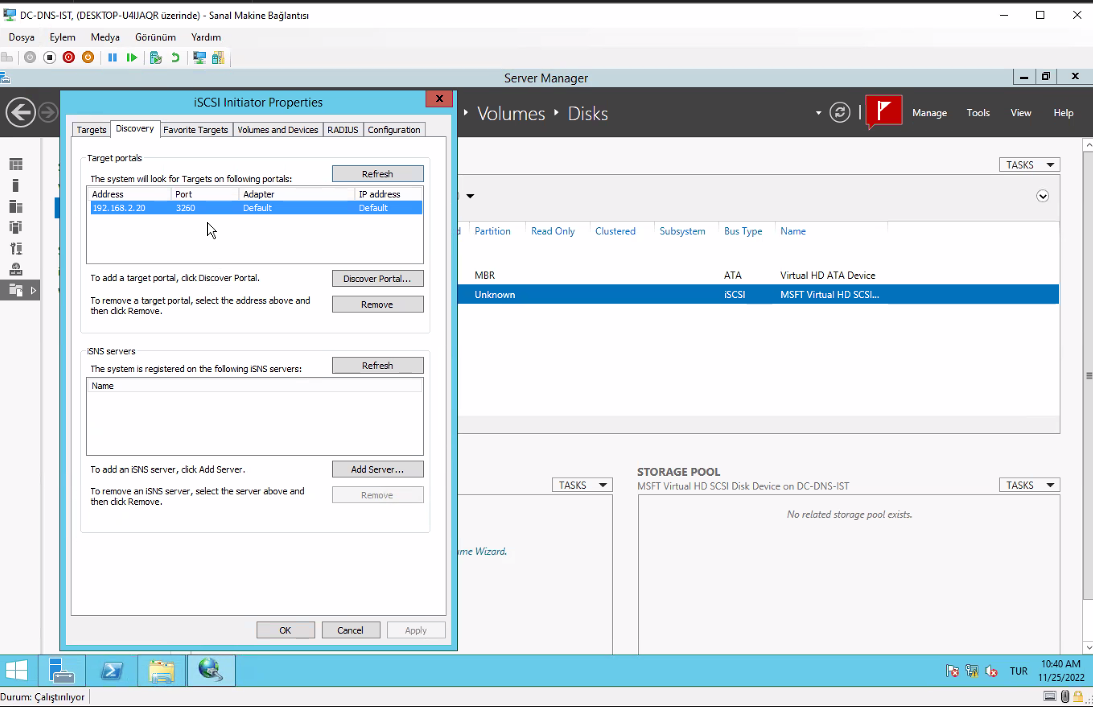 DC-DNS-IST, (DESKTOP-U4IJAQR üzerinde) - Sanal Makine Bağlantısı
Dosya Eylem Medya Görünüm Yardım
Server Manager
iSCSI Initiator Properties
Volumes Disks
Manage Tools View Help
Targets Discovery Favorite Targets Volumes and Devices RADIUS Configuration
Target portals
The system will look for Targets on following portals:
Refresh
Address Port Adapter IP address
192.168.2.20 3260 Default Default
To add a target portal, click Discover Portal.
Discover Portal...
To remove a target portal, select the address above and
then click Remove.
Remove
iSNS servers
The system is registered on the following iSNS servers:
Refresh
Name
To add an iSNS server, click Add Server.
Add Server...
To remove an iSNS server, select the server above and
then click Remove.
Remove
OK Cancel Apply
TASKS
Partition Read Only Clustered Subsystem Bus Type Name
MBR ATA Virtual HD ATA Device
Unknown iSCSI MSFT Virtual HD SCSI...
TASKS
Wizard.
STORAGE POOL
MSFT Virtual HD SCSI Disk Device on DC-DNS-IST
TASKS
No related storage pool exists.
TUR
10:40 AM
11/25/2022
Durum: Çalıştırılıyor